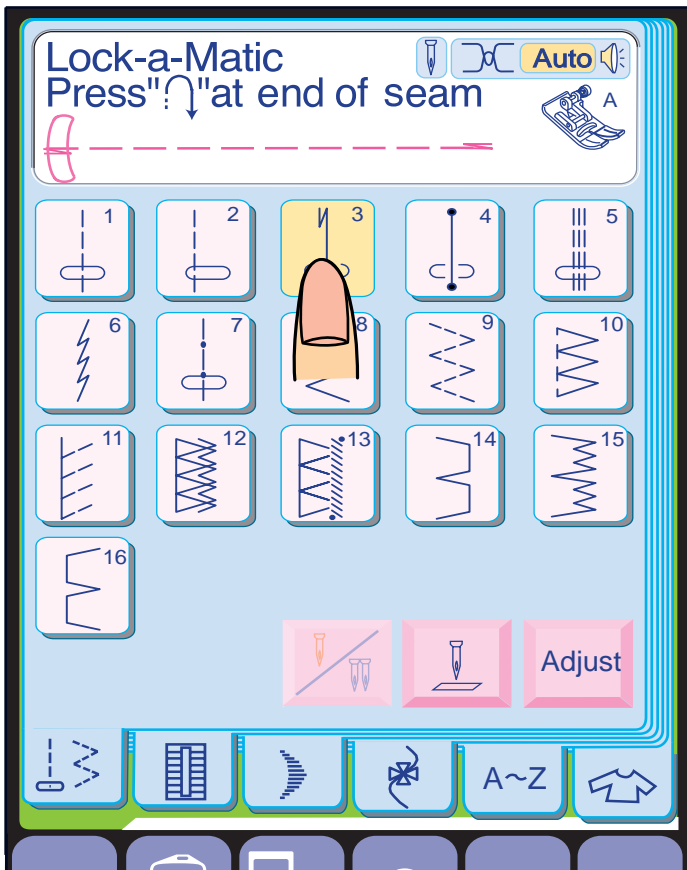 Lock-a-Matic
Auto
Press" "at end of seam
A
1 2 3 4 5
6 7 8 9 10
11 12 13 14 15
16
Adjust
A~Z